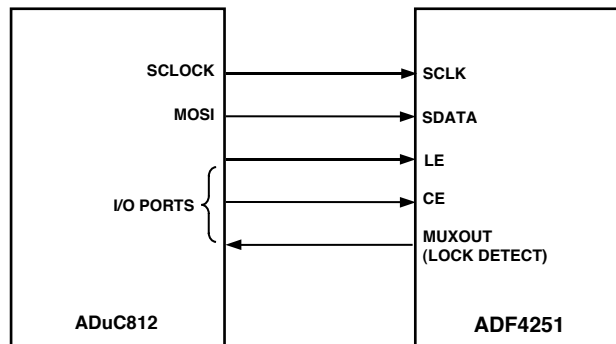 SCLOCK
SCLK
MOSI
SDATA
LE
I/O PORTS
CE
MUXOUT
(LOCK DETECT)
ADuC812
ADF4251